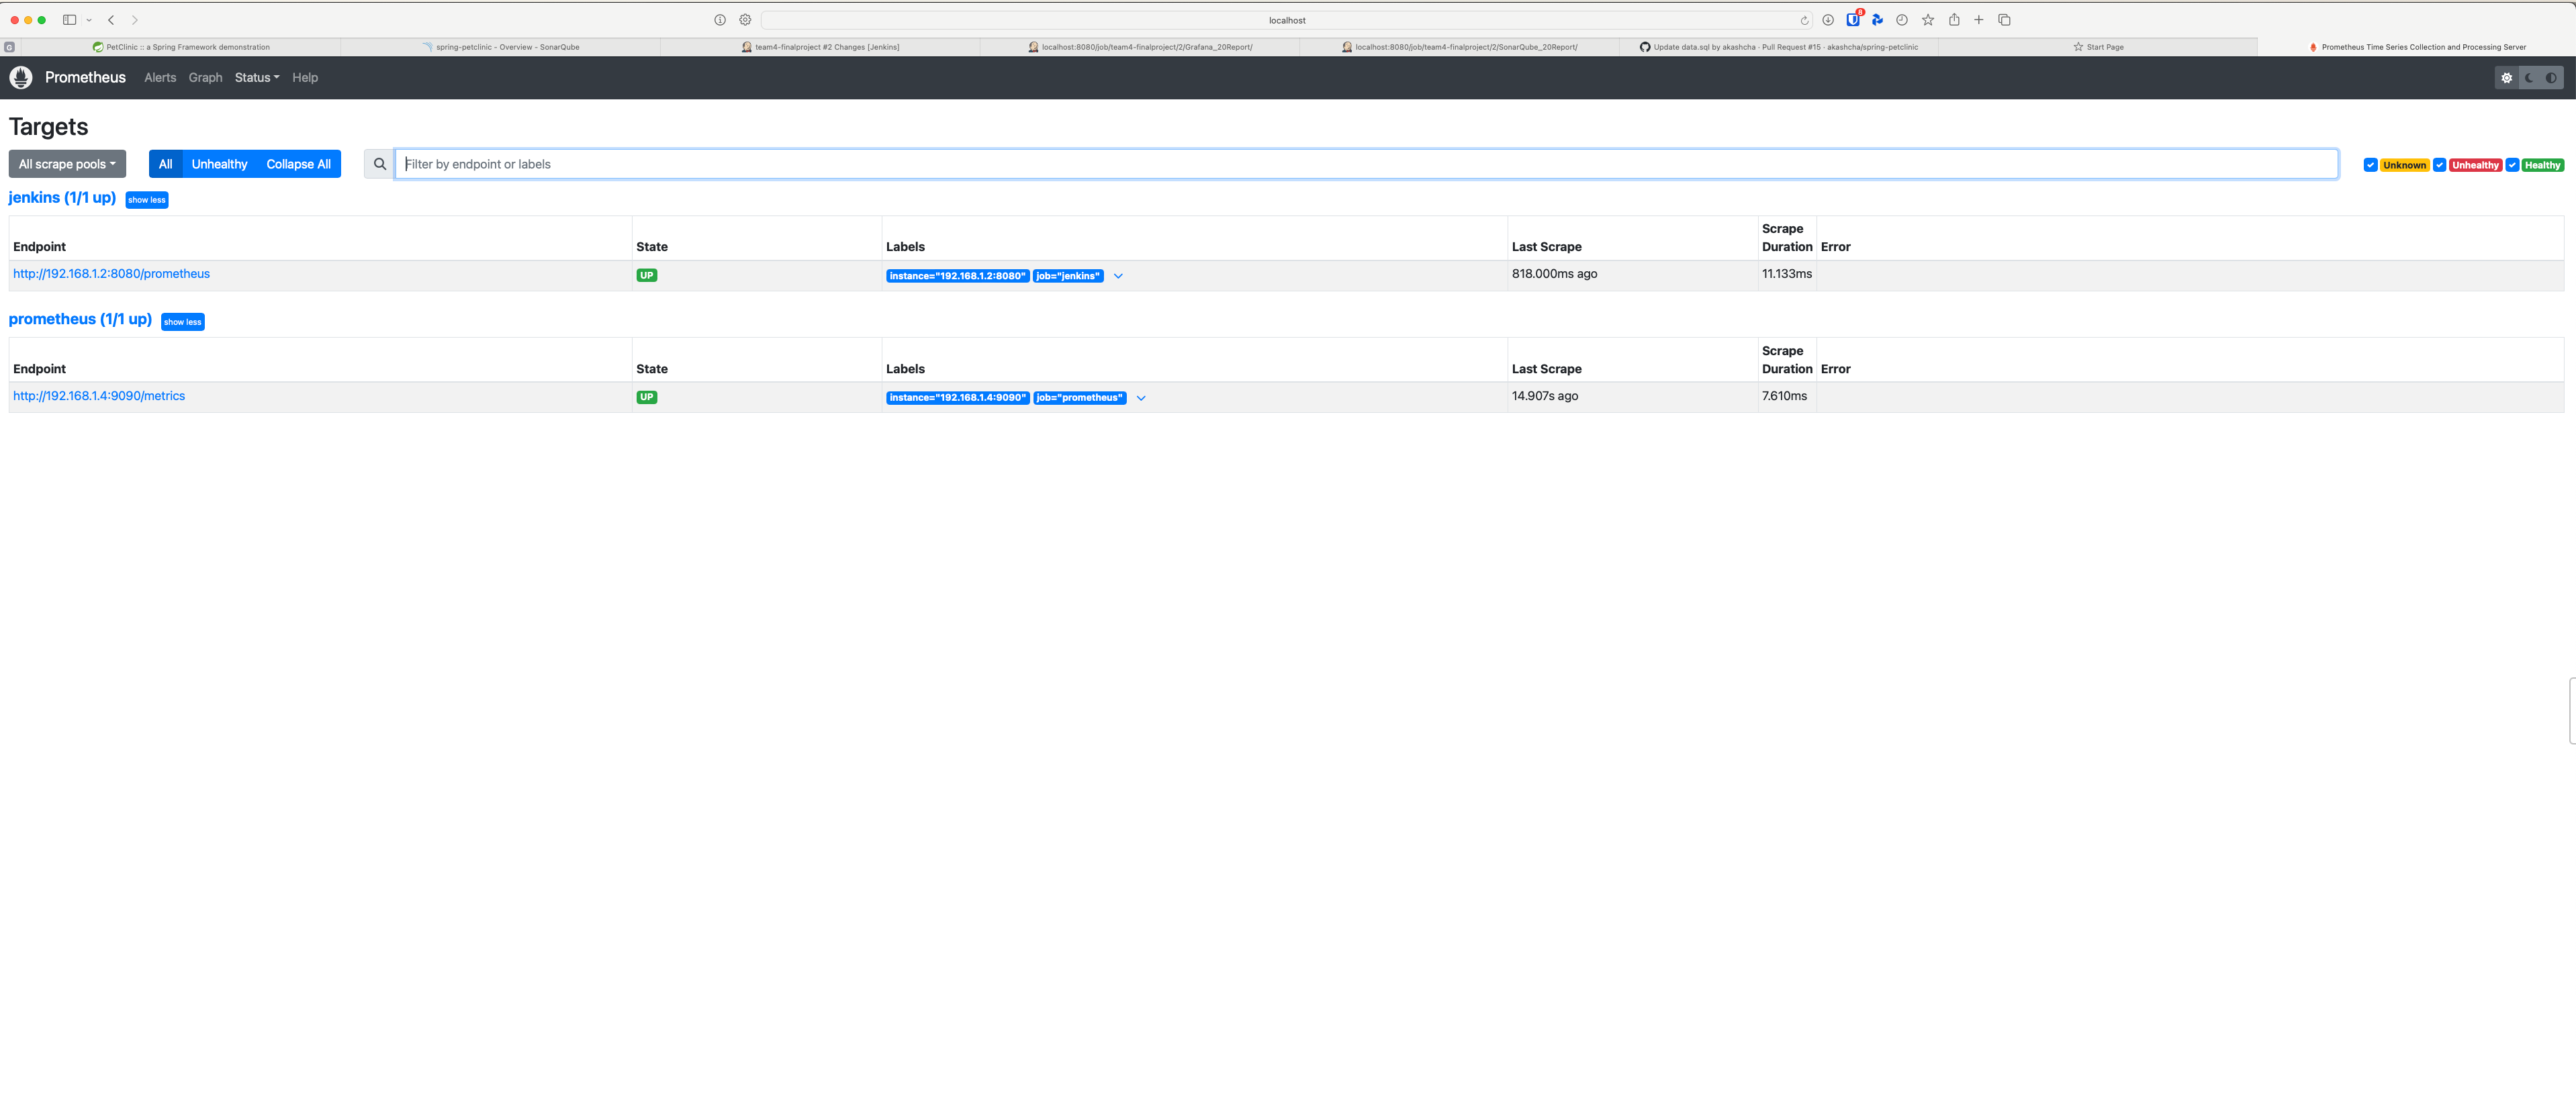 localhost
8
G
PetClinic :: a Spring Framework demonstration
spring-petclinic - Overview - SonarQube
team4-finalproject #2 Changes [Jenkins]
localhost:8080/job/team4-finalproject/2/Grafana_20Report/
localhost:8080/job/team4-finalproject/2/SonarQube_20Report/
Update data.sql by akashcha · Pull Request #15 · akashcha/spring-petclinic
Start Page
Prometheus Time Series Collection and Processing Server
Prometheus Alerts Graph Status Help
Targets
All scrape pools All Unhealthy Collapse All Filter by endpoint or labels Unknown Unhealthy Healthy
jenkins (1/1 up) show less
Endpoint State Labels Last Scrape Scrape Duration Error
http://192.168.1.2:8080/prometheus UP instance="192.168.1.2:8080" job="jenkins" 818.000ms ago 11.133ms
prometheus (1/1 up) show less
Endpoint State Labels Last Scrape Scrape Duration Error
http://192.168.1.4:9090/metrics UP instance="192.168.1.4:9090" job="prometheus" 14.907s ago 7.610ms